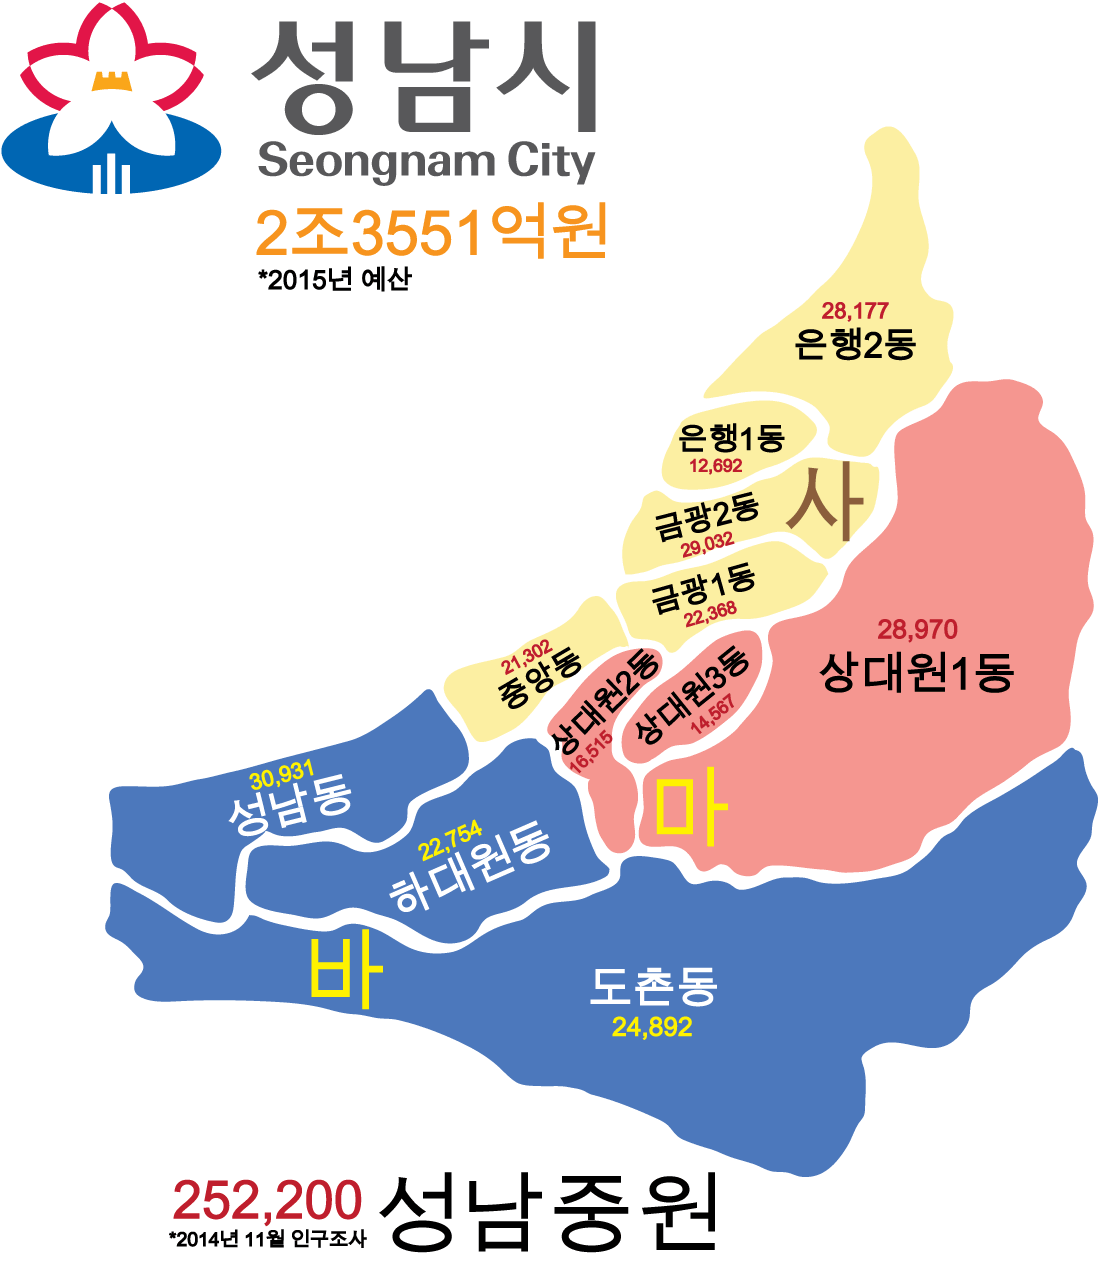 성남시
Seongnam City
2조3551억원
*2015년 예산
28,177
은행2동
은행1동
12,692
사
금광2동
29,032
금광1동
22,368
28,970
상대원1동
21,302
중앙동
상대원2동
16,515
상대원3동
14,567
마
30,931
성남동
22,754
하대원동
바
도촌동
24,892
252,200 성남중원
*2014년 11월 인구조사